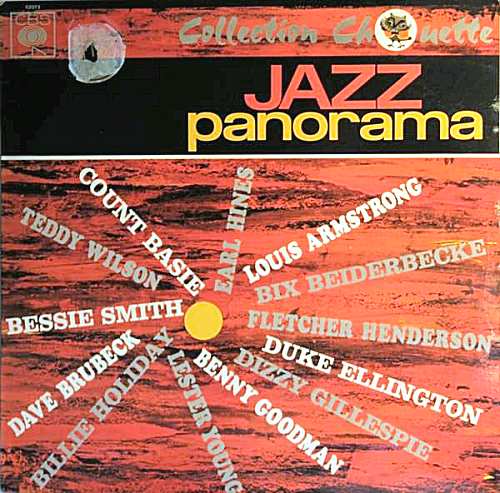 CBS
Collection Chouette
JAZZ
panorama
COUNT BASIE
EARL HINES
LOUIS ARMSTRONG
TEDDY WILSON
BIX BEIDERBECKE
BESSIE SMITH
FLETCHER HENDERSON
DAVE BRUBECK
DUKE ELLINGTON
BILLIE HOLIDAY
DIZZY GILLESPIE
LESTER YOUNG
BENNY GOODMAN